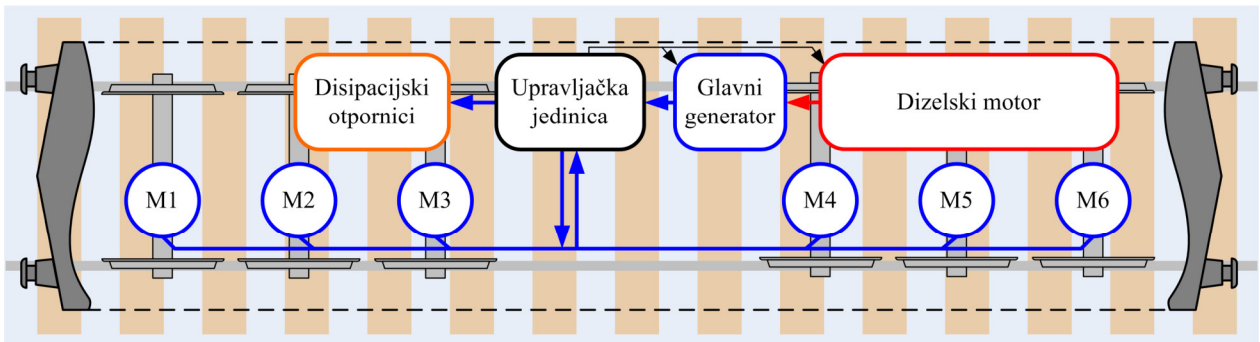 Disipacijski
otpornici
Upravljačka
jedinica
Glavni
generator
Dizelski motor
M1
M2
M3
M4
M5
M6